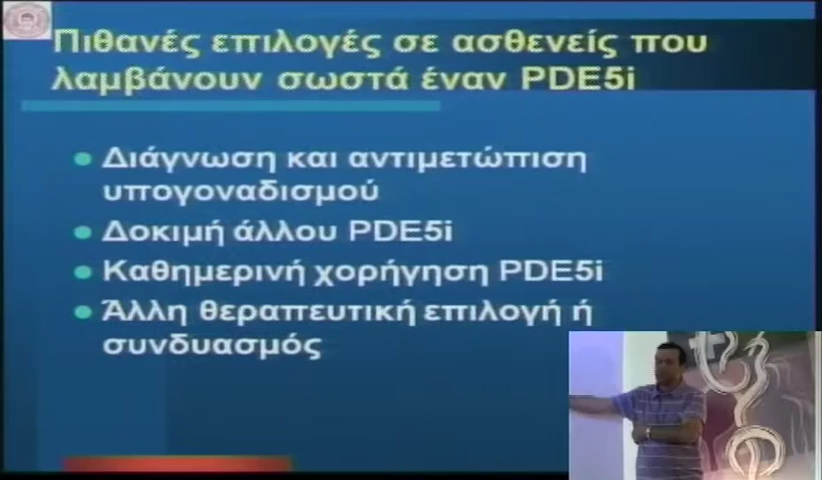 Πιθανές επιλογές σε ασθενείς που
λαμβάνουν σωστά έναν PDE5i
Διάγνωση και αντιμετώπιση
υπογοναδισμού
Δοκιμή άλλου PDE5i
Καθημερινή χορήγηση PDE5i
Άλλη θεραπευτική επιλογή ή
συνδυασμός